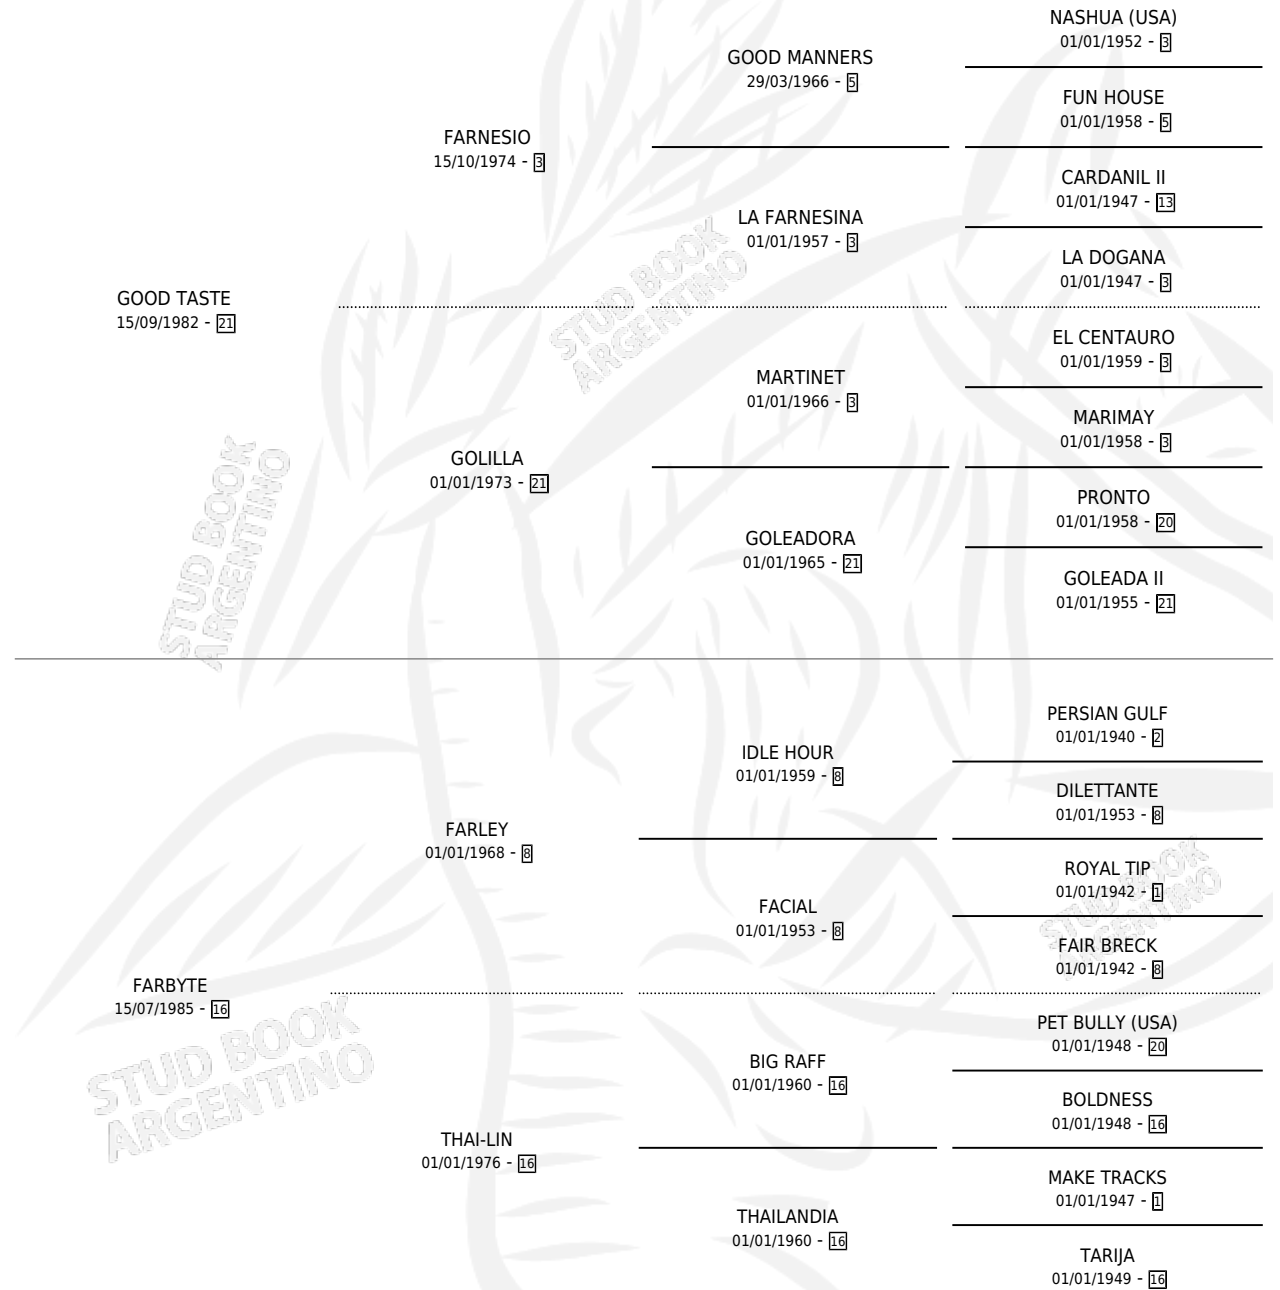 NASHUA (USA)
01/01/1952 - 3
GOOD MANNERS
29/03/1966 - 5
FUN HOUSE
01/01/1958 - 5
FARNESIO
15/10/1974 - 3
CARDANIL II
01/01/1947 - 13
LA FARNESINA
01/01/1957 - 3
LA DOGANA
01/01/1947 - 3
GOOD TASTE
15/09/1982 - 21
EL CENTAURO
01/01/1959 - 3
MARTINET
01/01/1966 - 3
MARIMAY
01/01/1958 - 3
GOLILLA
01/01/1973 - 21
PRONTO
01/01/1958 - 20
GOLEADORA
01/01/1965 - 21
GOLEADA II
01/01/1955 - 21
STUD BOOK
ARGENTINO
STUD BOOK
ARGENTINO
PERSIAN GULF
01/01/1940 - 2
IDLE HOUR
01/01/1959 - 8
DILETTANTE
01/01/1953 - 8
FARLEY
01/01/1968 - 8
ROYAL TIP
01/01/1942 - 1
FACIAL
01/01/1953 - 8
FAIR BRECK
01/01/1942 - 8
STUD BOOK
ARGENTINO
FARBYTE
15/07/1985 - 16
PET BULLY (USA)
01/01/1948 - 20
BIG RAFF
01/01/1960 - 16
BOLDNESS
01/01/1948 - 16
STUD BOOK
ARGENTINO
THAI-LIN
01/01/1976 - 16
MAKE TRACKS
01/01/1947 - 1
THAILANDIA
01/01/1960 - 16
TARIJA
01/01/1949 - 16